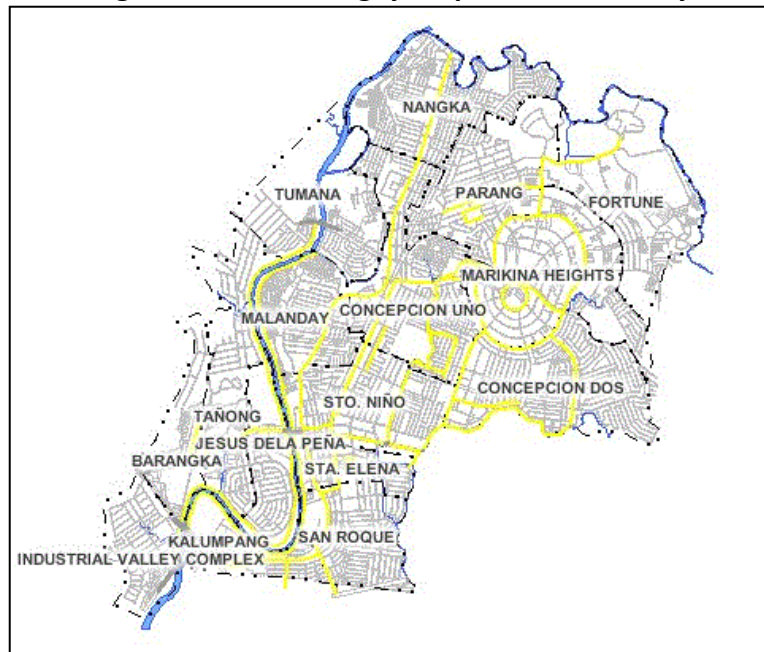 NANGKA
TUMANA
PARANG
FORTUNE
MARIKINA HEIGHTS
MALANDAY
CONCEPCION UNO
CONCEPCION DOS
STO. NIÑO
TAÑONG
JESUS DELA PEÑA
BARANGKA
STA. ELENA
KALUMPANG
SAN ROQUE
INDUSTRIAL VALLEY COMPLEX